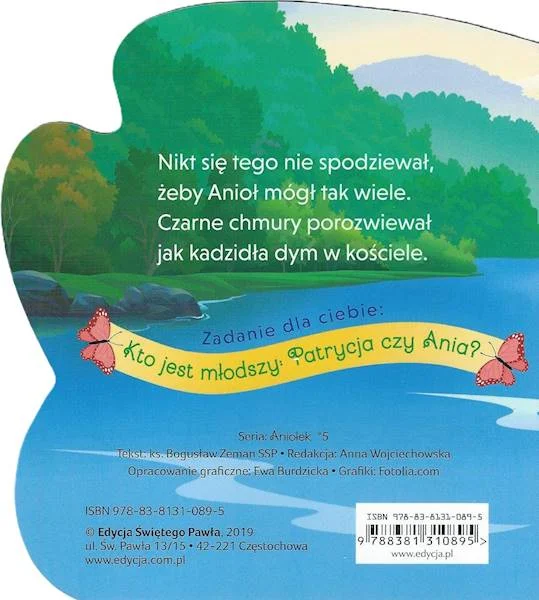 Nikt się tego nie spodziewał,
żeby Anioł mógł tak wiele.
Czarne chmury porozwiewał
jak kadzidła dym w kościele.
Zadanie dla ciebie:
Kto jest młodszy: Patrycja czy Ania?
Seria: Aniołek, *5
Tekst: ks. Bogusław Zeman SSP • Redakcja: Anna Wojciechowska
Opracowanie graficzne: Ewa Burdzicka • Grafiki: Fotolia.com
ISBN 978-83-8131-089-5
© Edycja Świętego Pawła, 2019
ul. Św. Pawła 13/15 • 42-221 Częstochowa
www.edycja.com.pl
ISBN 978-83-8131-089-5
9 788381 310895 >
www.edycja.pl